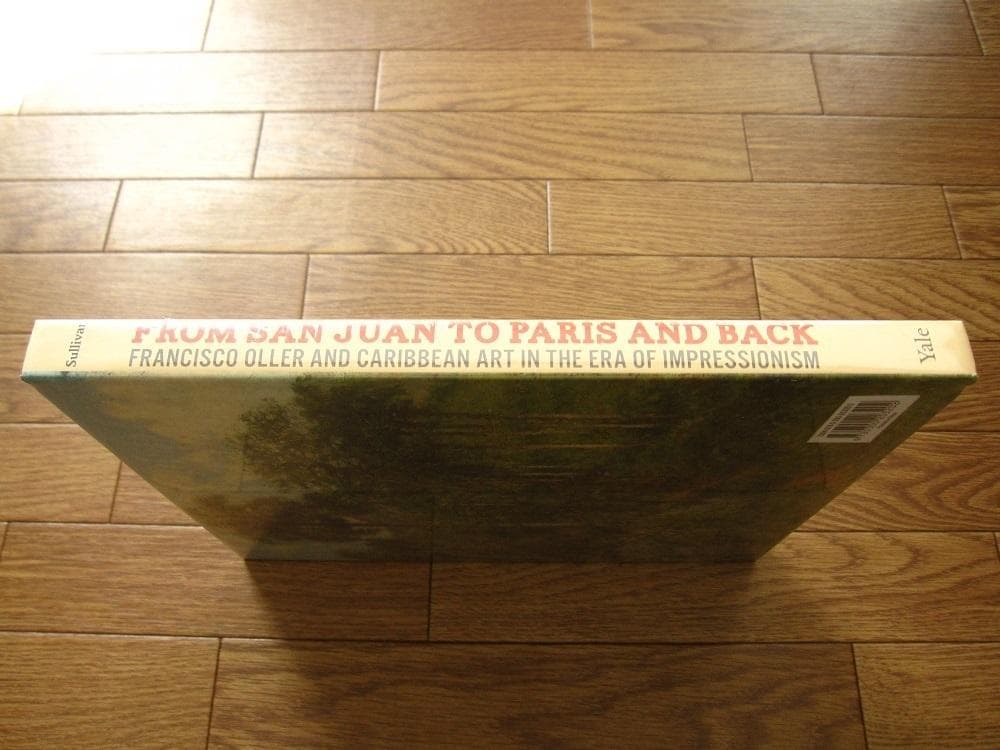 Sullivan
FROM SAN JUAN TO PARIS AND BACK
FRANCISCO OLLER AND CARIBBEAN ART IN THE ERA OF IMPRESSIONISM
Yale